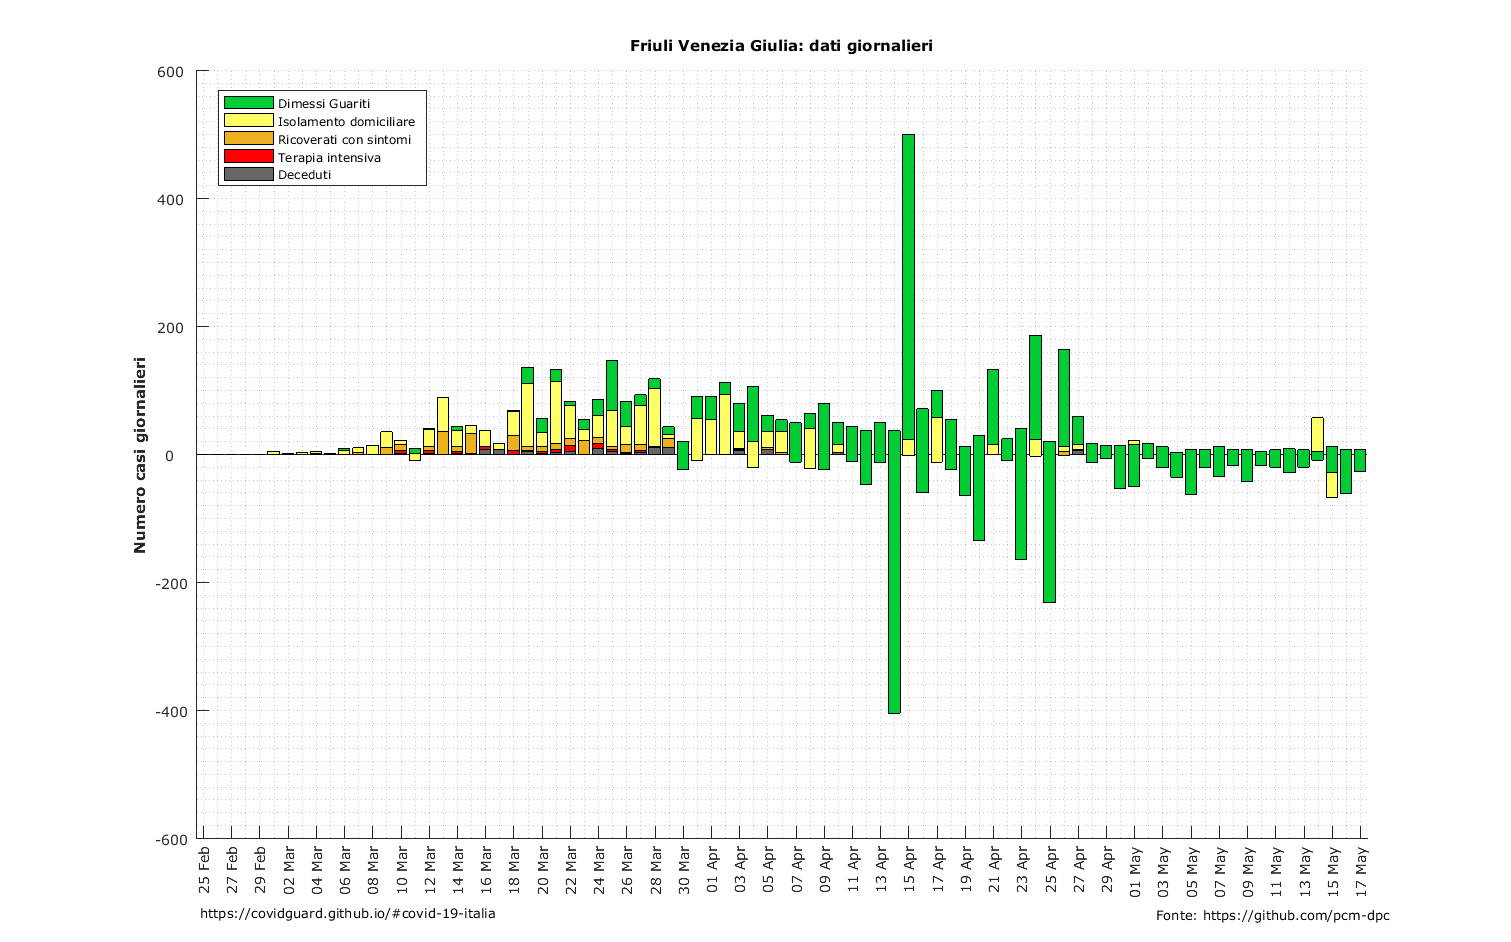 Friuli Venezia Giulia: dati giornalieri
600
400
200
0
-200
-400
-600
Numero casi giornalieri
Dimessi Guariti
Isolamento domiciliare
Ricoverati con sintomi
Terapia intensiva
Deceduti
25 Feb
27 Feb
29 Feb
02 Mar
04 Mar
06 Mar
08 Mar
10 Mar
12 Mar
14 Mar
16 Mar
18 Mar
20 Mar
22 Mar
24 Mar
26 Mar
28 Mar
30 Mar
01 Apr
03 Apr
05 Apr
07 Apr
09 Apr
11 Apr
13 Apr
15 Apr
17 Apr
19 Apr
21 Apr
23 Apr
25 Apr
27 Apr
29 Apr
01 May
03 May
05 May
07 May
09 May
11 May
13 May
15 May
17 May
https://covidguard.github.io/#covid-19-italia
Fonte: https://github.com/pcm-dpc